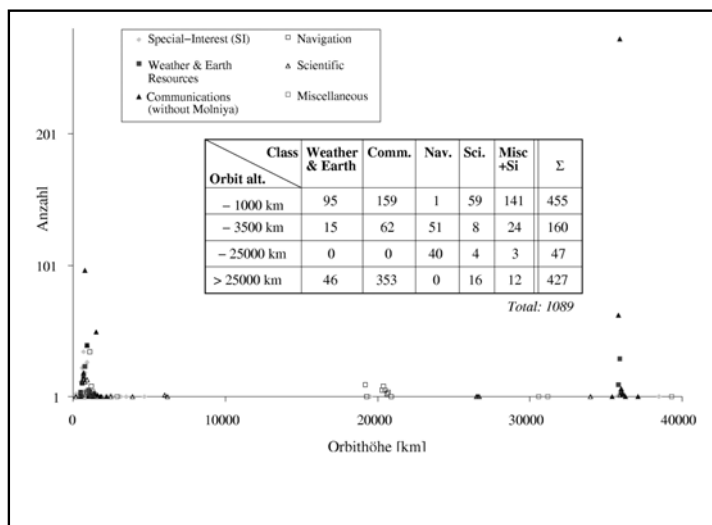 Special−Interest (SI)
Navigation
Weather & Earth
Resources
Scientific
Communications
(without Molniya)
Miscellaneous
Anzahl
201
101
1
Class Weather & Earth Comm. Nav. Sci. Misc +Si Σ
Orbit alt.
− 1000 km 95 159 1 59 141 455
− 3500 km 15 62 51 8 24 160
− 25000 km 0 0 40 4 3 47
> 25000 km 46 353 0 16 12 427
Total: 1089
0 10000 20000 30000 40000
Orbithöhe [km]